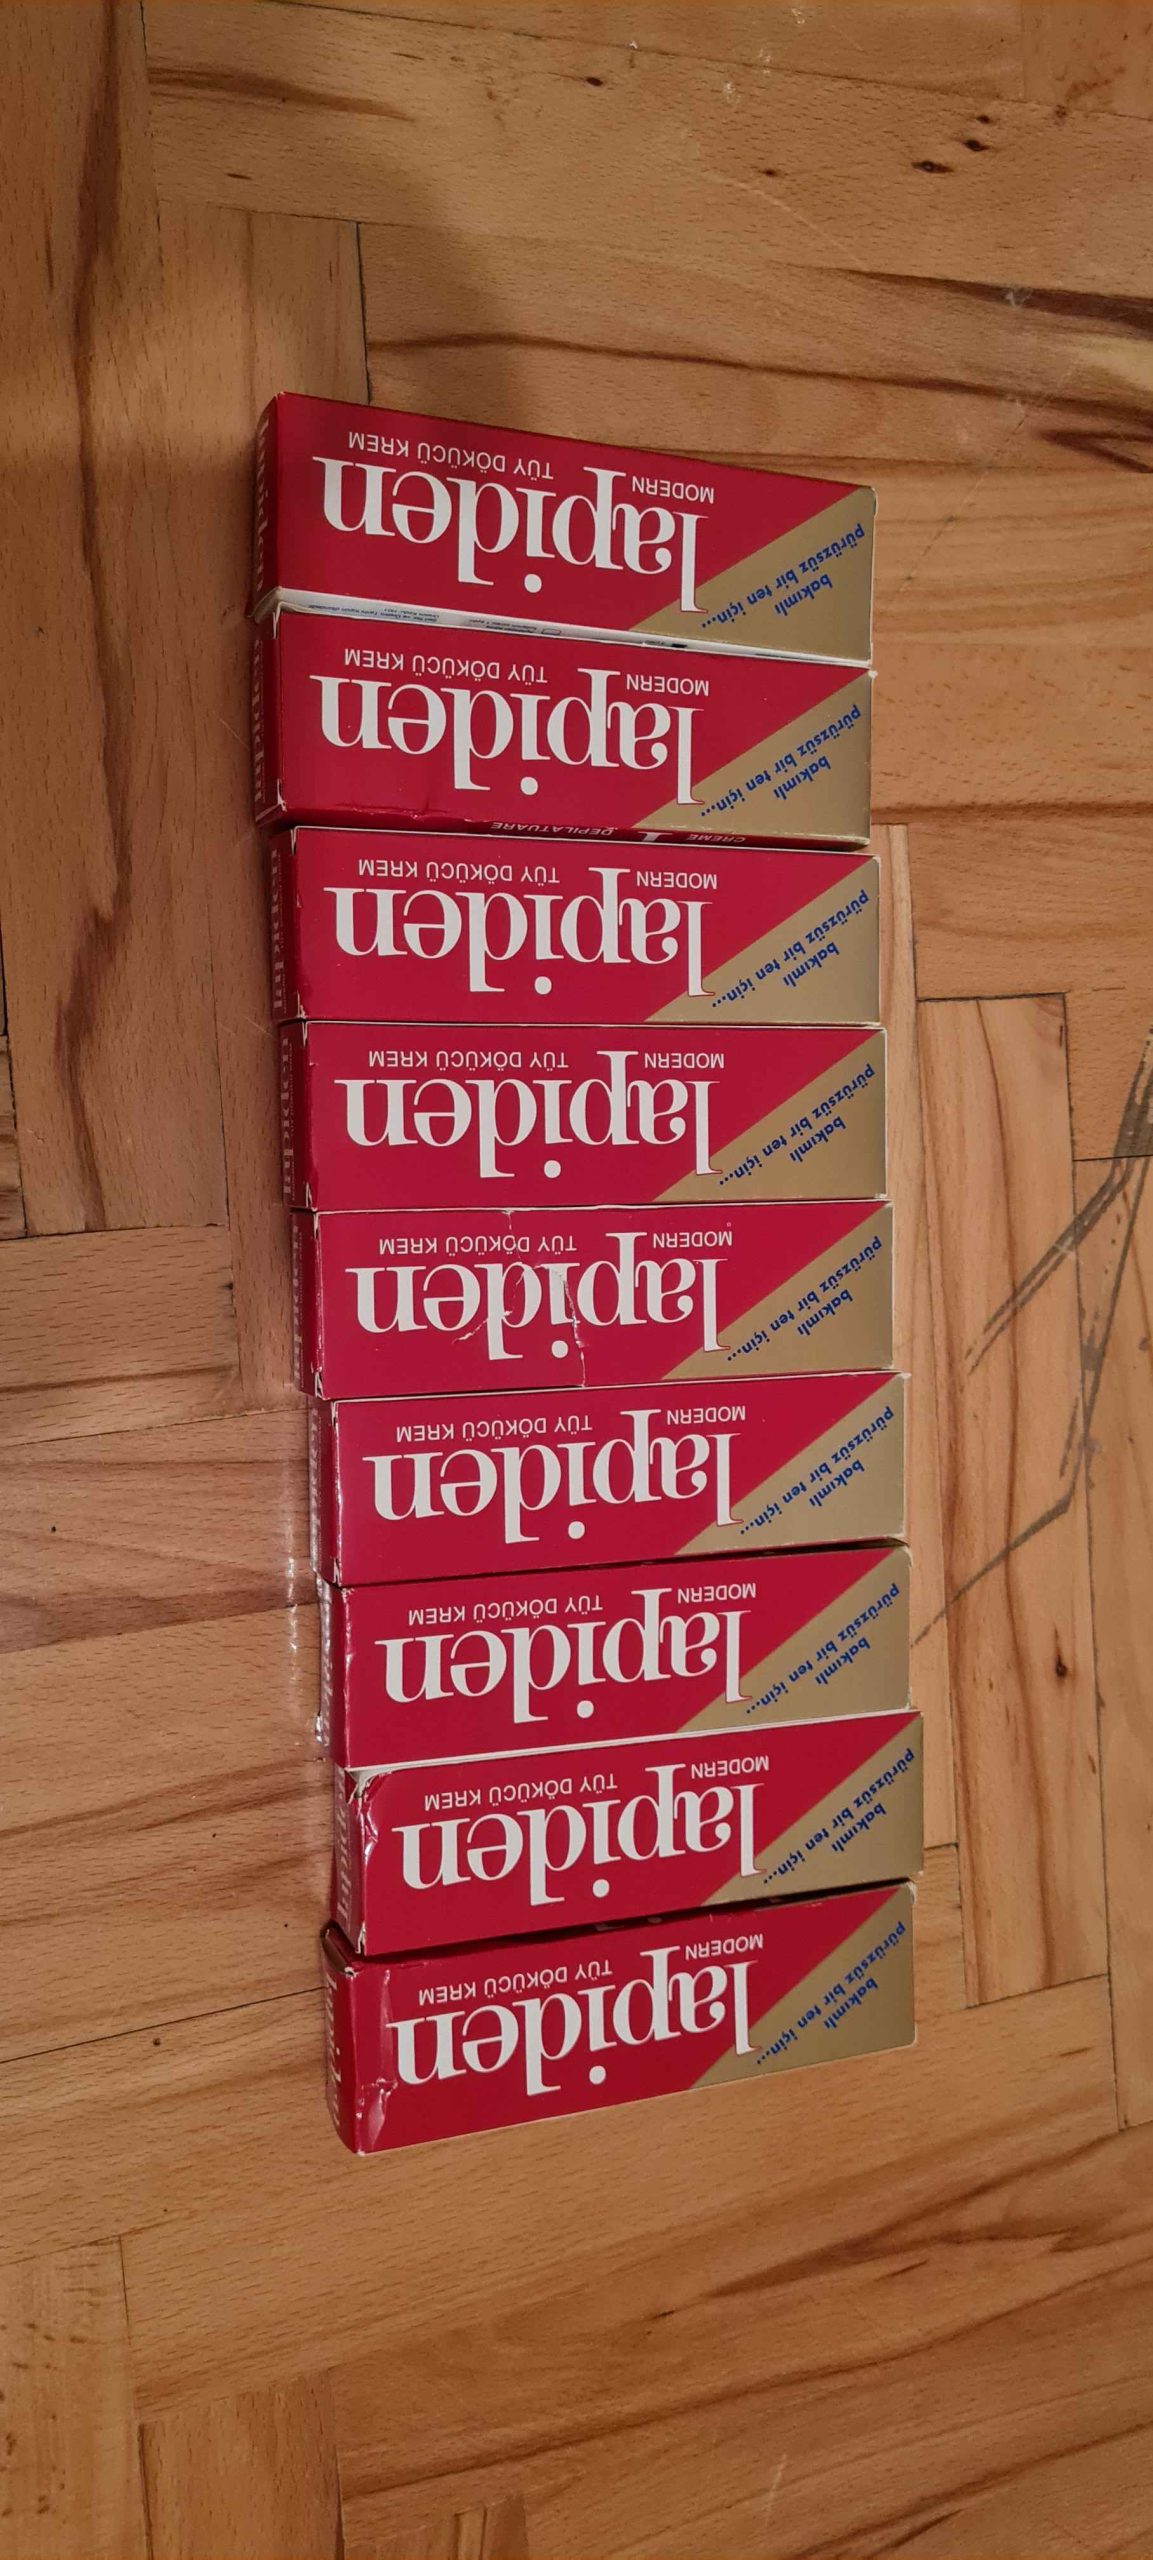 bakımlı
pürüzsüz bir ten için...
lapiden
MODERN TÜY DÖKÜCÜ KREM
bakımlı
pürüzsüz bir ten için...
lapiden
MODERN TÜY DÖKÜCÜ KREM
bakımlı
pürüzsüz bir ten için...
lapiden
MODERN TÜY DÖKÜCÜ KREM
bakımlı
pürüzsüz bir ten için...
lapiden
MODERN TÜY DÖKÜCÜ KREM
bakımlı
pürüzsüz bir ten için...
lapiden
MODERN TÜY DÖKÜCÜ KREM
bakımlı
pürüzsüz bir ten için...
lapiden
MODERN TÜY DÖKÜCÜ KREM
bakımlı
pürüzsüz bir ten için...
lapiden
MODERN TÜY DÖKÜCÜ KREM
CREME DEPILATUARE
bakımlı
pürüzsüz bir ten için...
lapiden
MODERN TÜY DÖKÜCÜ KREM
bakımlı
pürüzsüz bir ten için...
lapiden
MODERN TÜY DÖKÜCÜ KREM